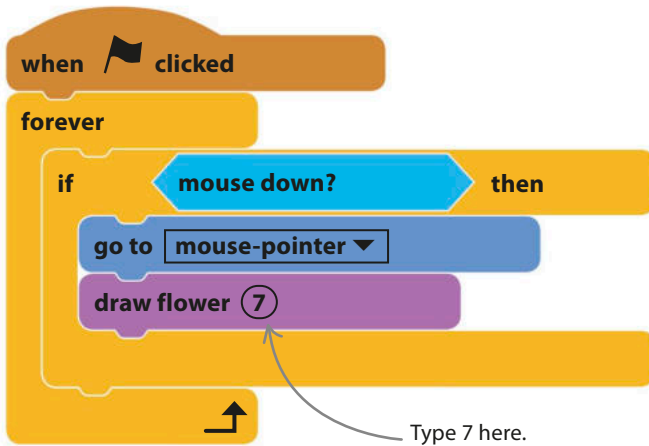 when clicked
forever
if mouse down? then
go to mouse-pointer
draw flower 7
Type 7 here.